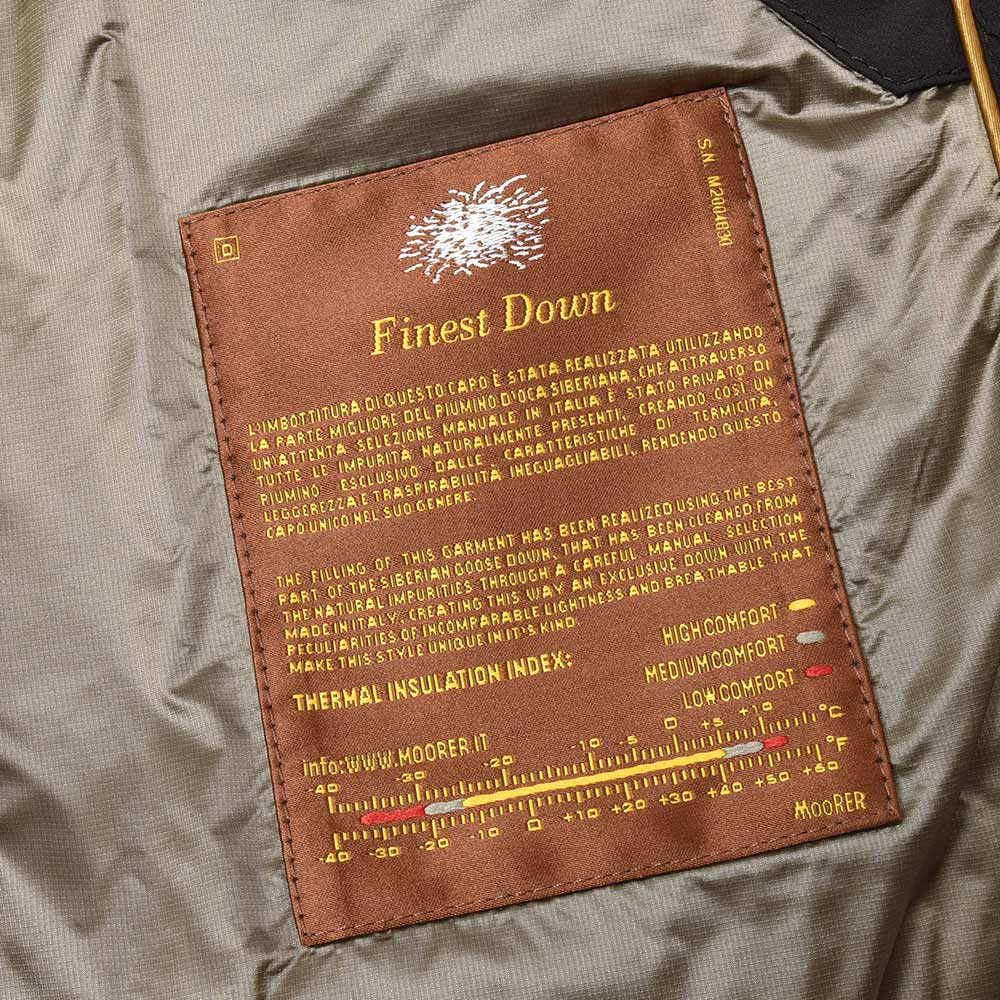 D
S.N. M2004630
Finest Down
L'IMBOTTITURA DI QUESTO CAPO È STATA REALIZZATA UTILIZZANDO
LA PARTE MIGLIORE DEL PIUMINO D'OCA SIBERIANA, CHE ATTRAVERSO
UN'ATTENTA SELEZIONE MANUALE IN ITALIA È STATO PRIVATO DI
TUTTE LE IMPURITÀ NATURALMENTE PRESENTI, CREANDO COSÌ UN
PIUMINO ESCLUSIVO DALLE CARATTERISTICHE DI TERMICITÀ,
LEGGEREZZA E TRASPIRABILITÀ INEGUAGLIABILI, RENDENDO QUESTO
CAPO UNICO NEL SUO GENERE.
THE FILLING OF THIS GARMENT HAS BEEN REALIZED USING THE BEST
PART OF THE SIBERIAN GOOSE DOWN, THAT HAS BEEN CLEANED FROM
THE NATURAL IMPURITIES THROUGH A CAREFUL MANUAL SELECTION
MADE IN ITALY, CREATING THIS WAY AN EXCLUSIVE DOWN WITH THE
PECULIARITIES OF INCOMPARABLE LIGHTNESS AND BREATHABLE THAT
MAKE THIS STYLE UNIQUE IN IT'S KIND.
HIGH COMFORT
THERMAL INSULATION INDEX:
MEDIUM COMFORT
LOW COMFORT
info:WWW.MOORER.IT
-40 -30 -20 -10 -5 0 +5 +10 °C
°F
-40 -30 -20 -10 0 +10 +20 +30 +40 +50 +60
MOORER